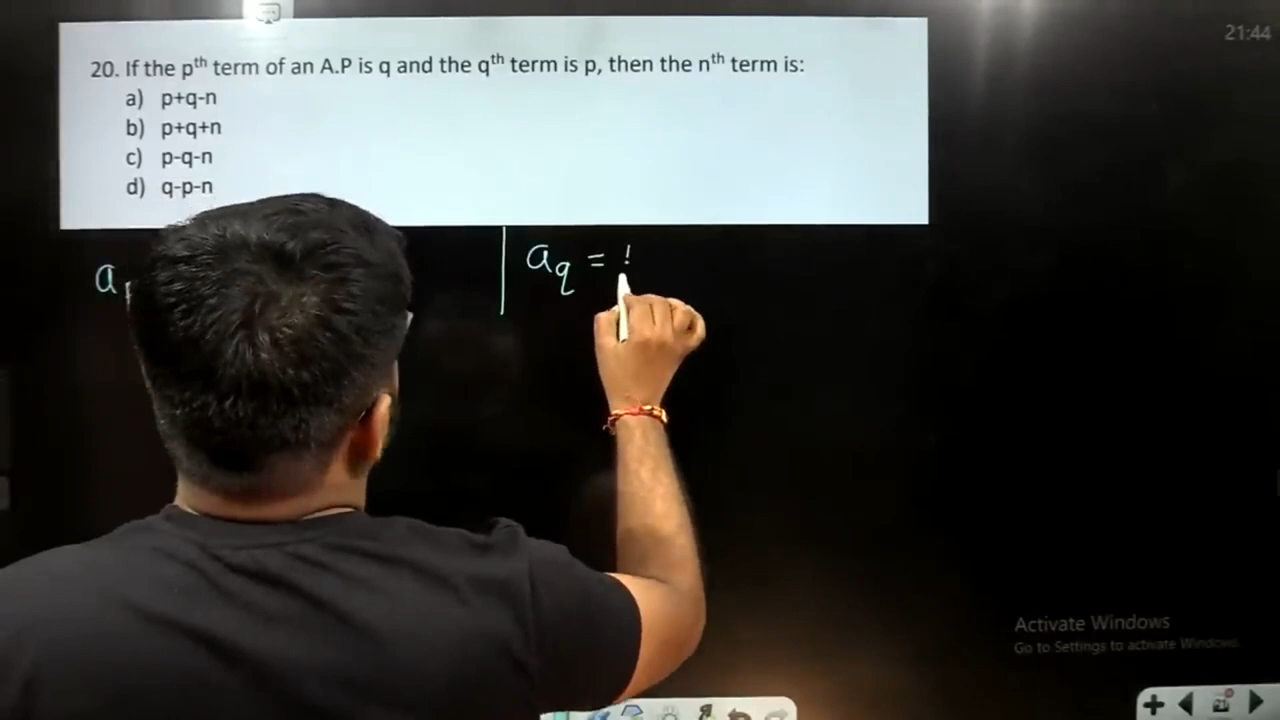 21:44
20. If the pth term of an A.P is q and the qth term is p, then the nth term is:
a) p+q-n
b) p+q+n
c) p-q-n
d) q-p-n
a
a_q =
Activate Windows
Go to Settings to activate Windows.